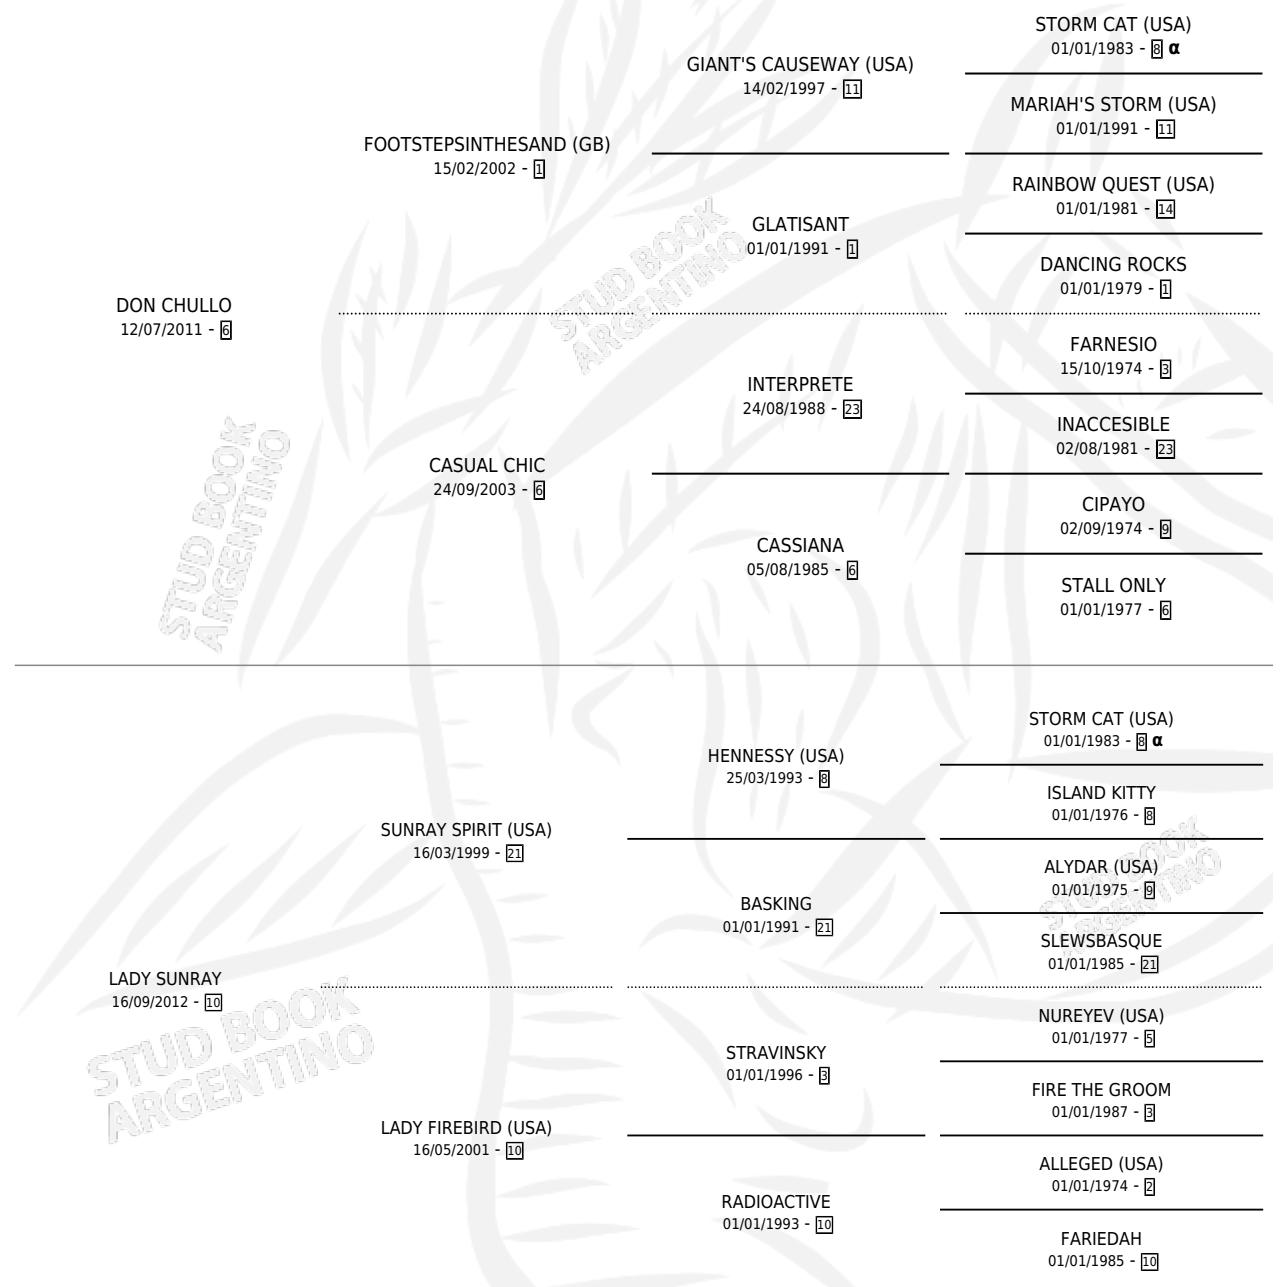 STORM CAT (USA)
01/01/1983 - 8 α
GIANT'S CAUSEWAY (USA)
14/02/1997 - 11
MARIAH'S STORM (USA)
01/01/1991 - 11
FOOTSTEPSINTHESAND (GB)
15/02/2002 - 1
RAINBOW QUEST (USA)
01/01/1981 - 14
GLATISANT
01/01/1991 - 1
DANCING ROCKS
01/01/1979 - 1
DON CHULLO
12/07/2011 - 6
FARNESIO
15/10/1974 - 3
INTERPRETE
24/08/1988 - 23
INACCESIBLE
02/08/1981 - 23
CASUAL CHIC
24/09/2003 - 6
CIPAYO
02/09/1974 - 9
CASSIANA
05/08/1985 - 6
STALL ONLY
01/01/1977 - 6
STORM CAT (USA)
01/01/1983 - 8 α
HENNESSY (USA)
25/03/1993 - 8
ISLAND KITTY
01/01/1976 - 8
SUNRAY SPIRIT (USA)
16/03/1999 - 21
ALYDAR (USA)
01/01/1975 - 9
BASKING
01/01/1991 - 21
SLEWSBASQUE
01/01/1985 - 21
LADY SUNRAY
16/09/2012 - 10
NUREYEV (USA)
01/01/1977 - 5
STRAVINSKY
01/01/1996 - 3
FIRE THE GROOM
01/01/1987 - 3
LADY FIREBIRD (USA)
16/05/2001 - 10
ALLEGED (USA)
01/01/1974 - 2
RADIOACTIVE
01/01/1993 - 10
FARIEDAH
01/01/1985 - 10
STUD BOOK
ARGENTINO
STUD BOOK
ARGENTINO
STUD BOOK
ARGENTINO
STUD BOOK
ARGENTINO